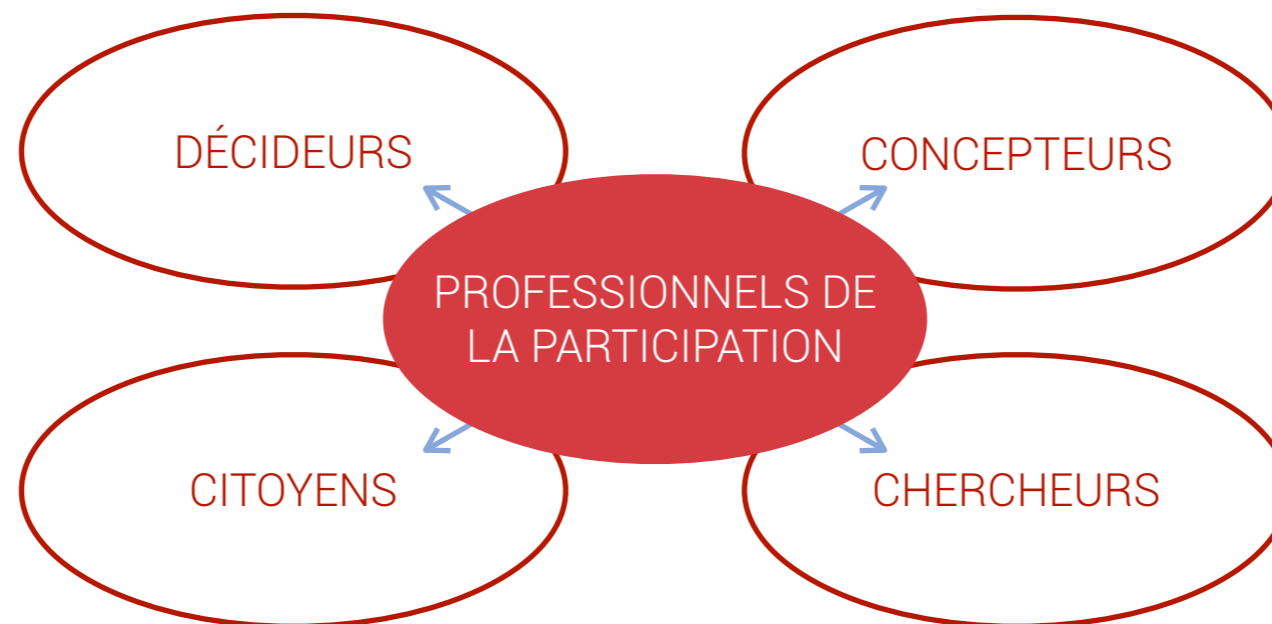 DÉCIDEURS
CONCEPTEURS
PROFESSIONNELS DE
LA PARTICIPATION
CITOYENS
CHERCHEURS